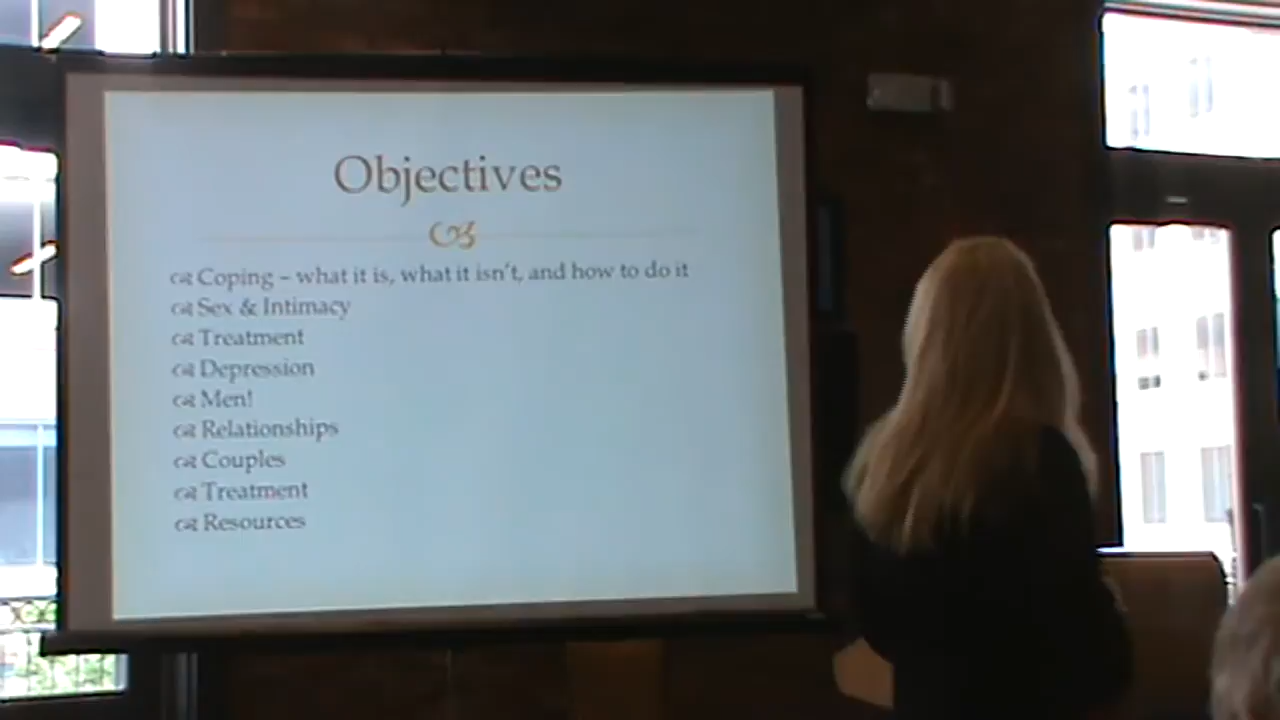 Objectives
Coping – what it is, what it isn't, and how to do it
Sex & Intimacy
Treatment
Depression
Men!
Relationships
Couples
Treatment
Resources